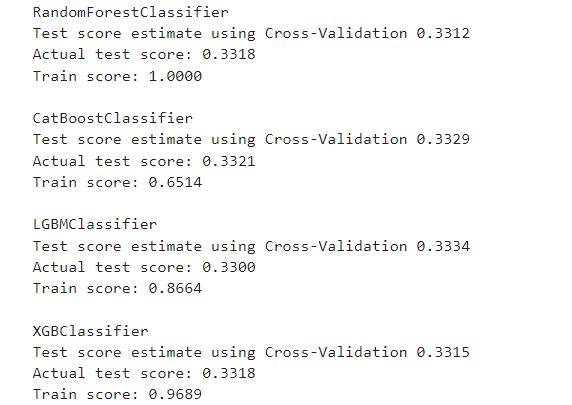 RandomForestClassifier
Test score estimate using Cross-Validation 0.3312
Actual test score: 0.3318
Train score: 1.0000
CatBoostClassifier
Test score estimate using Cross-Validation 0.3329
Actual test score: 0.3321
Train score: 0.6514
LGBMClassifier
Test score estimate using Cross-Validation 0.3334
Actual test score: 0.3300
Train score: 0.8664
XGBClassifier
Test score estimate using Cross-Validation 0.3315
Actual test score: 0.3318
Train score: 0.9689